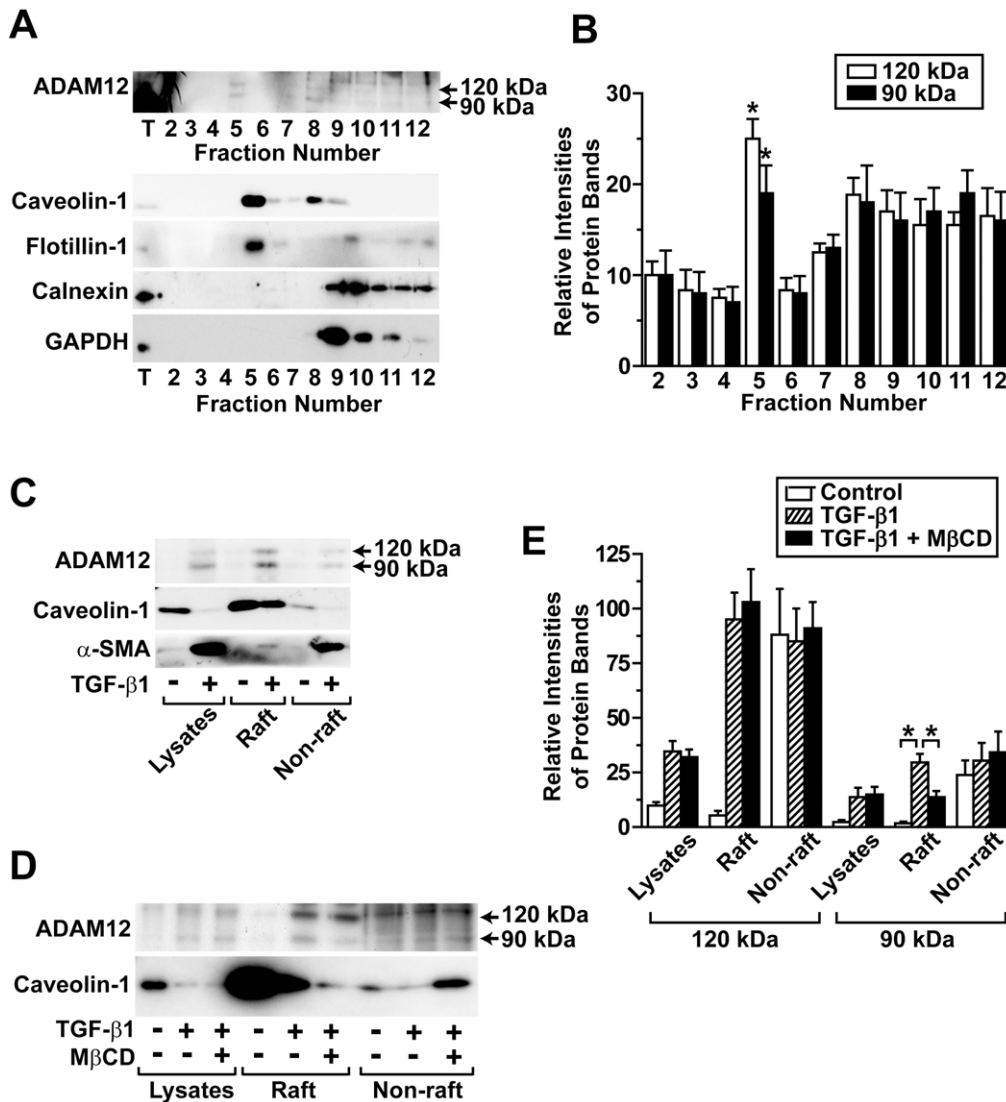 A
ADAM12
120 kDa
90 kDa
T 2 3 4 5 6 7 8 9 10 11 12
Fraction Number
Caveolin-1
Flotillin-1
Calnexin
GAPDH
T 2 3 4 5 6 7 8 9 10 11 12
Fraction Number
B
120 kDa
90 kDa
Relative Intensities
of Protein Bands
30
20
10
0
* *
2 3 4 5 6 7 8 9 10 11 12
Fraction Number
C
ADAM12
120 kDa
90 kDa
Caveolin-1
α-SMA
TGF-β1 - + - + - +
Lysates Raft Non-raft
D
ADAM12
120 kDa
90 kDa
Caveolin-1
TGF-β1 - + + - + + - + +
MβCD - - + - - + - - +
Lysates Raft Non-raft
E
Control
TGF-β1
TGF-β1 + MβCD
Relative Intensities
of Protein Bands
125
100
75
50
25
0
* *
Lysates Raft Non-raft Lysates Raft Non-raft
120 kDa 90 kDa